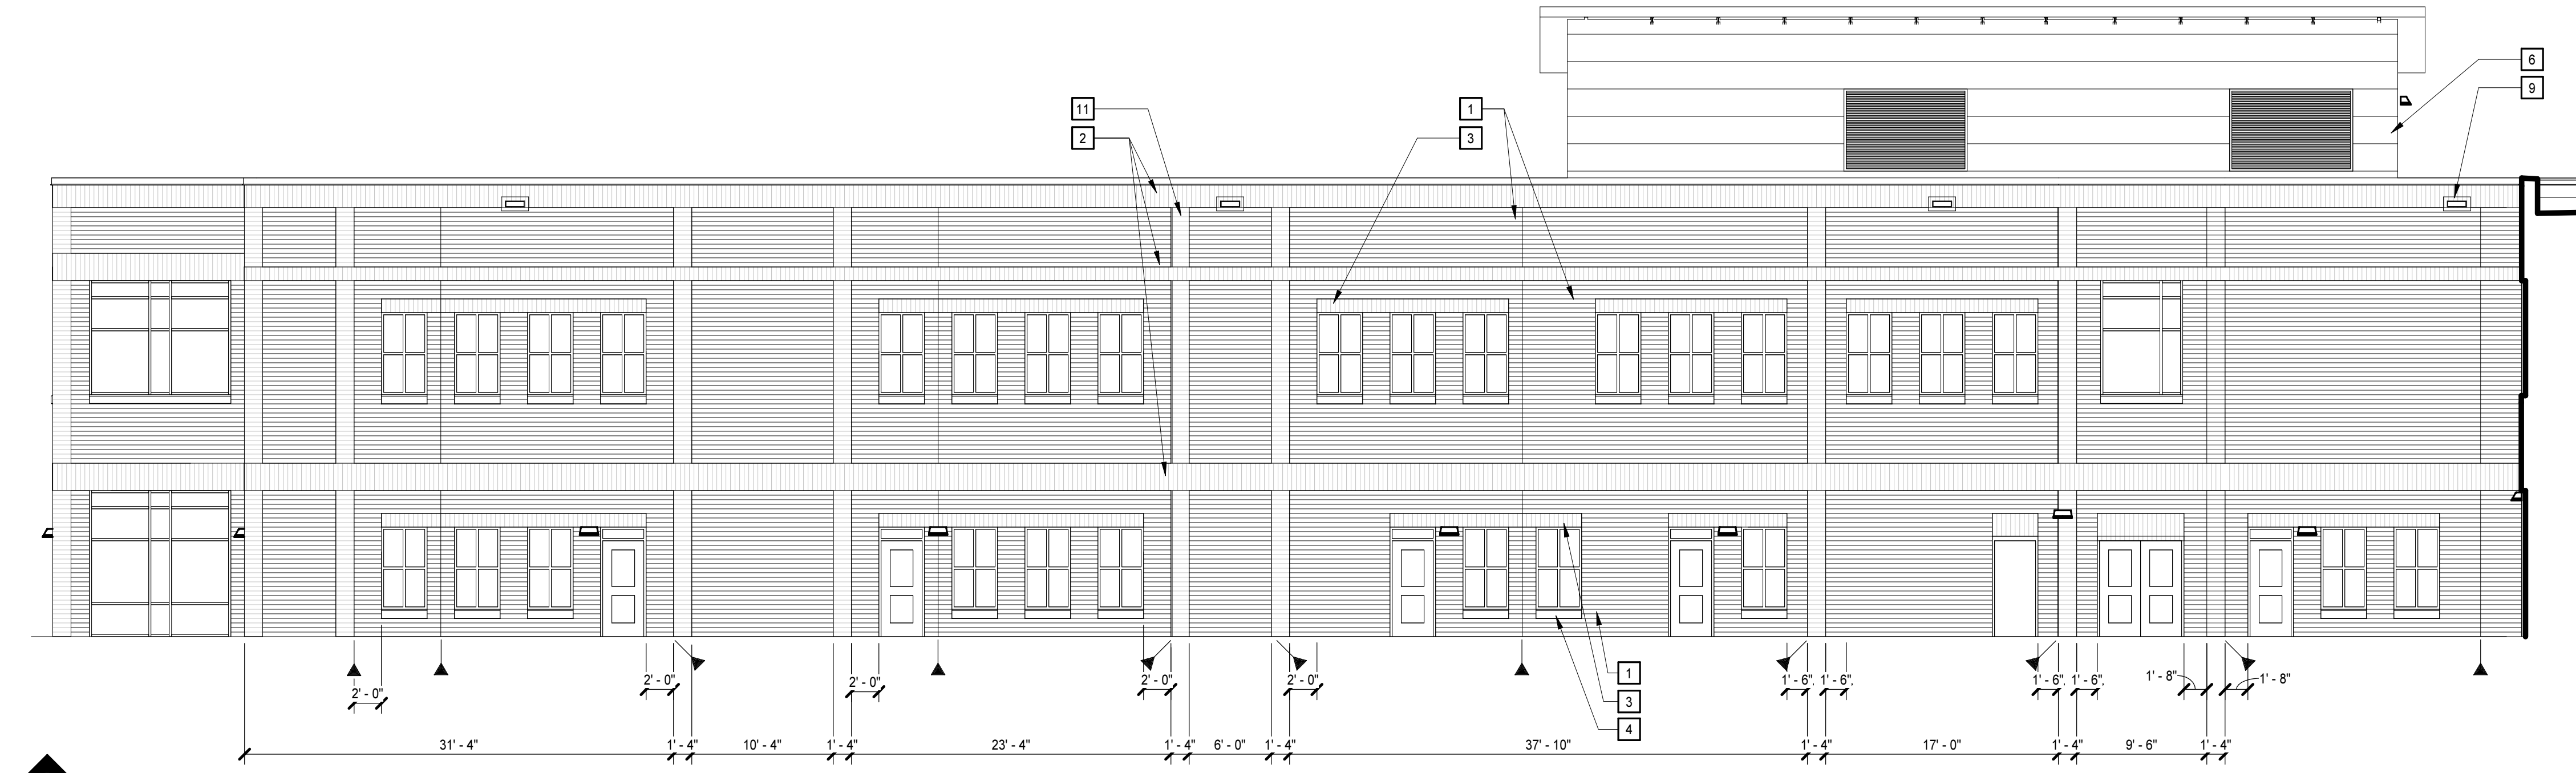 6
9
11
1
2
3
2' - 0"
2' - 0"
2' - 0"
2' - 0"
2' - 0"
1' - 6"
1' - 6"
1' - 6"
1' - 6"
1' - 8"
1' - 8"
1
3
4
31' - 4"
1' - 4"
10' - 4"
1' - 4"
23' - 4"
1' - 4"
6' - 0"
1' - 4"
37' - 10"
1' - 4"
17' - 0"
1' - 4"
9' - 6"
1' - 4"